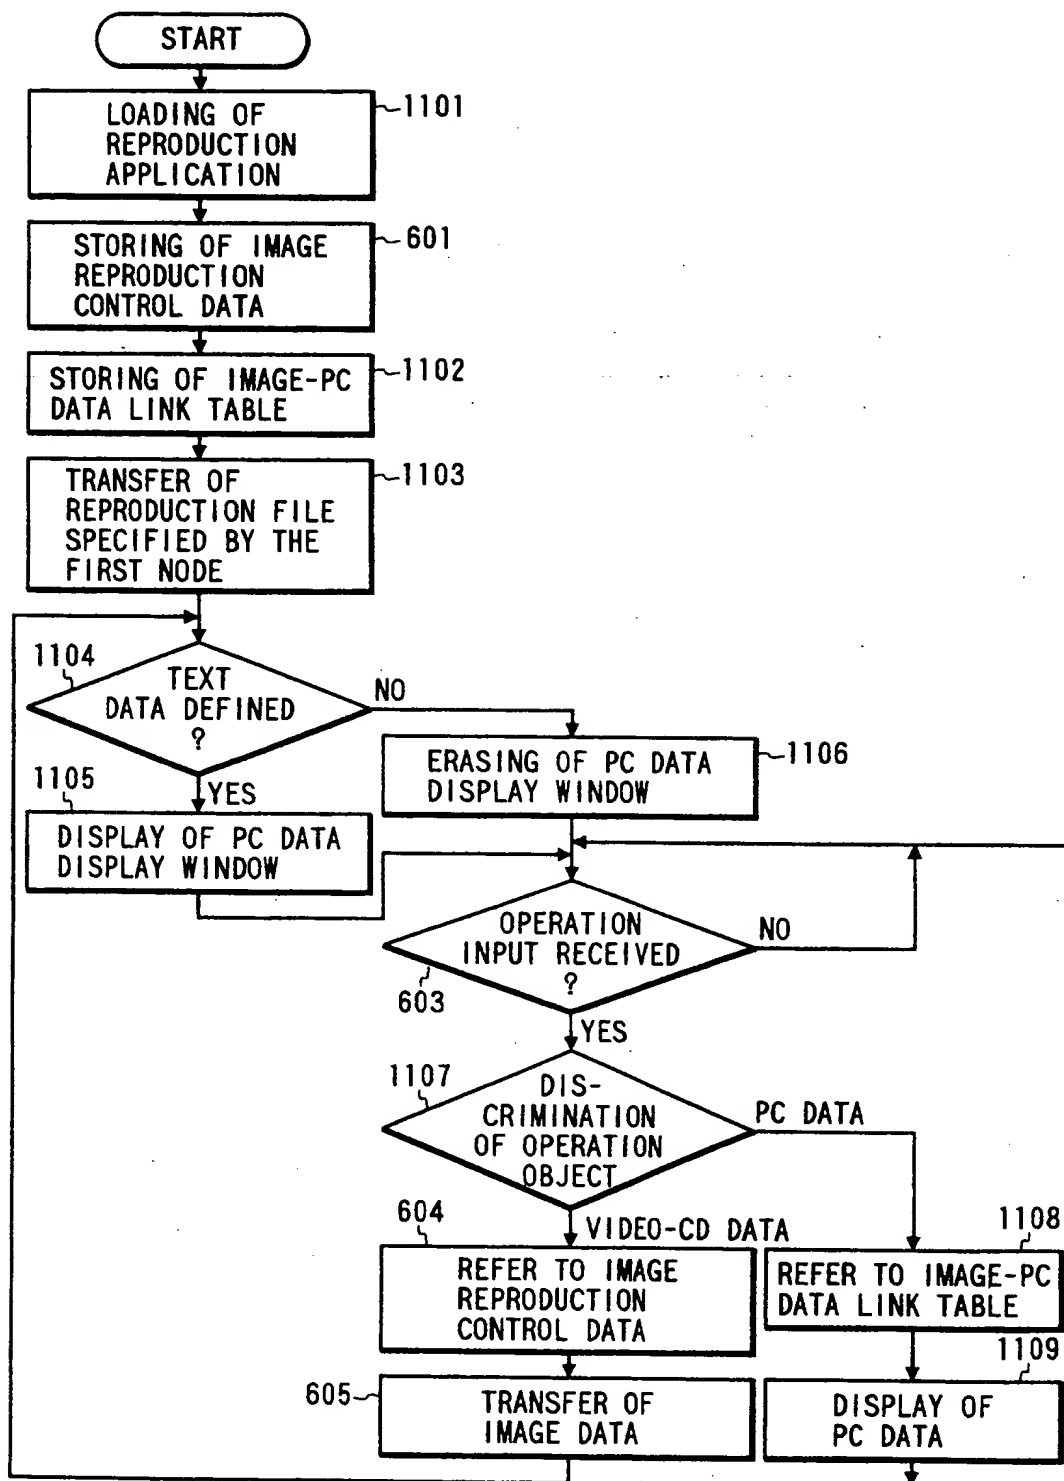 START
LOADING OF
REPRODUCTION
APPLICATION
1101
STORING OF IMAGE
REPRODUCTION
CONTROL DATA
601
STORING OF IMAGE-PC
DATA LINK TABLE
1102
TRANSFER OF
REPRODUCTION FILE
SPECIFIED BY THE
FIRST NODE
1103
1104
TEXT
DATA DEFINED
?
NO
YES
1105
DISPLAY OF PC DATA
DISPLAY WINDOW
ERASING OF PC DATA
DISPLAY WINDOW
1106
OPERATION
INPUT RECEIVED
?
NO
603
YES
1107
DIS-
CRIMINATION
OF OPERATION
OBJECT
PC DATA
VIDEO-CD DATA
604
REFER TO IMAGE
REPRODUCTION
CONTROL DATA
1108
REFER TO IMAGE-PC
DATA LINK TABLE
605
TRANSFER OF
IMAGE DATA
1109
DISPLAY OF
PC DATA